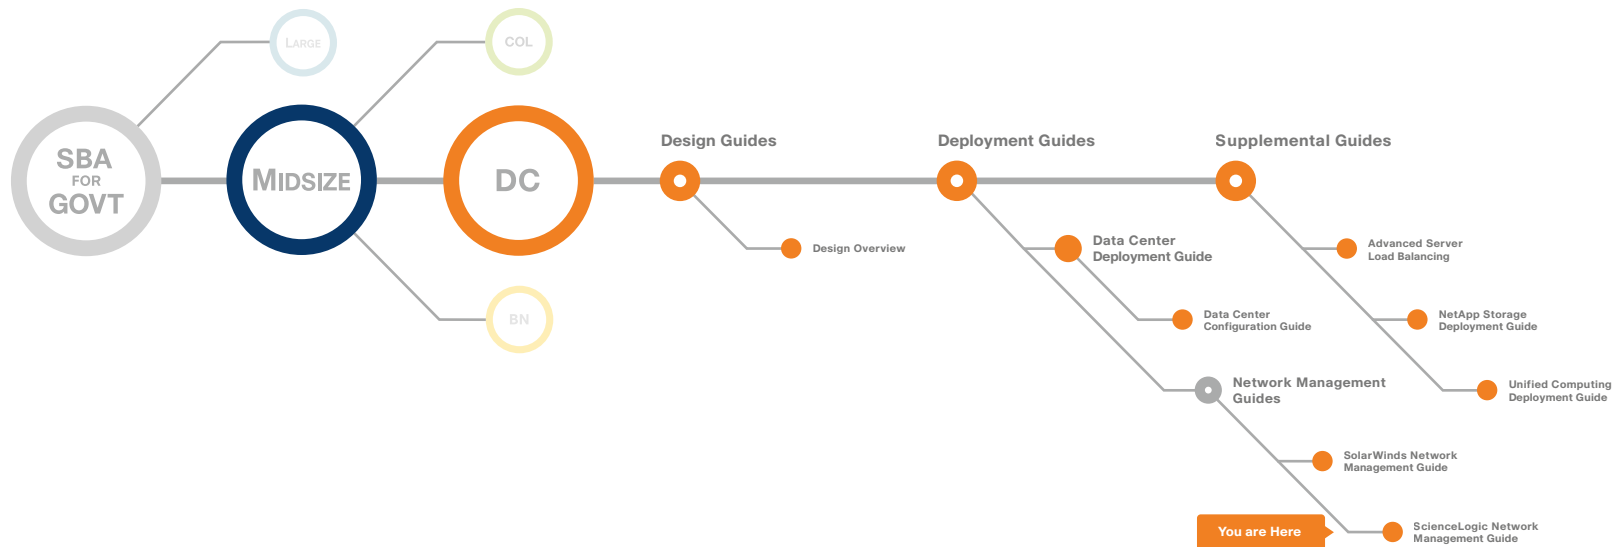 LARGE
COL
SBA
FOR
GOVT
MIDSIZE
DC
BN
Design Guides
Design Overview
Deployment Guides
Data Center
Deployment Guide
Data Center
Configuration Guide
Network Management
Guides
SolarWinds Network
Management Guide
You are Here
ScienceLogic Network
Management Guide
Supplemental Guides
Advanced Server
Load Balancing
NetApp Storage
Deployment Guide
Unified Computing
Deployment Guide